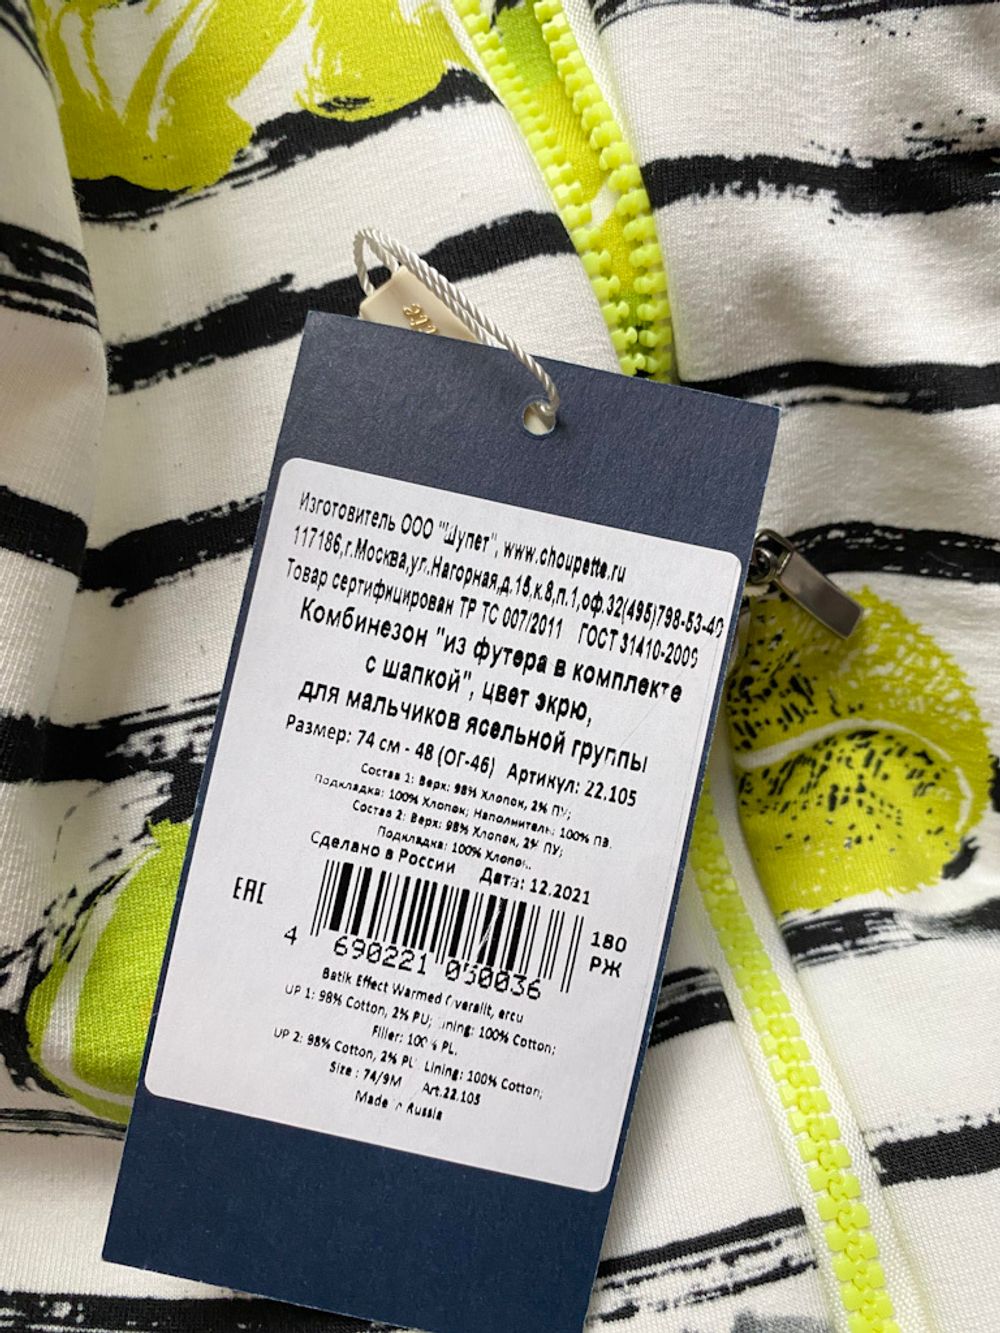 Изготовитель ООО "Шупет", www.choupette.ru
117186,г.Москва,ул.Нагорная,д.15,к.8,п.1,оф.32(495)798-53-40
Товар сертифицирован ТР ТС 007/2011 ГОСТ 31410-2009
Комбинезон "из футера в комплекте
с шапкой", цвет экрю,
для мальчиков ясельной группы
Размер: 74 см - 48 (ОГ-46) Артикул: 22.105
Состав 1: Верх: 98% Хлопок, 2% ПУ;
Подкладка: 100% Хлопок; Наполнитель: 100% ПЭ.
Состав 2: Верх: 98% Хлопок, 2% ПУ;
Подкладка: 100% Хлопок.
Сделано в России Дата: 12.2021
EAC
180
РЖ
4 690221 050036
Batik Effect Warmed Overallt, ercu
UP 1: 98% Cotton, 2% PU; Lining: 100% Cotton;
Filler: 100% PL.
UP 2: 98% Cotton, 2% PU Lining: 100% Cotton;
Size : 74/9M Art.22.105
Made in Russia